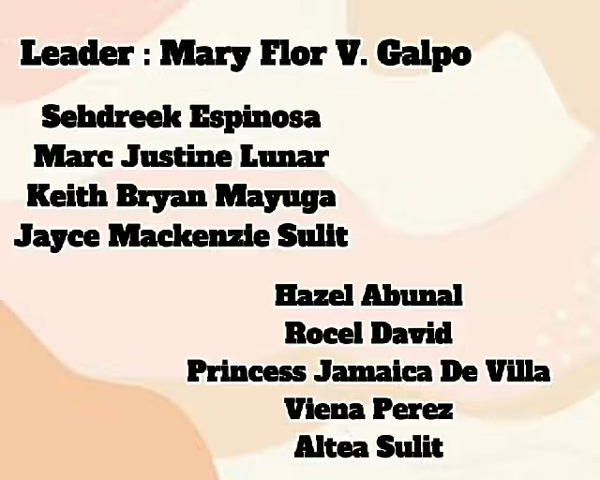 Leader : Mary Flor V. Galpo
Sehdreek Espinosa
Marc Justine Lunar
Keith Bryan Mayuga
Jayce Mackenzie Sulit
Hazel Abunal
Rocel David
Princess Jamaica De Villa
Viena Perez
Altea Sulit